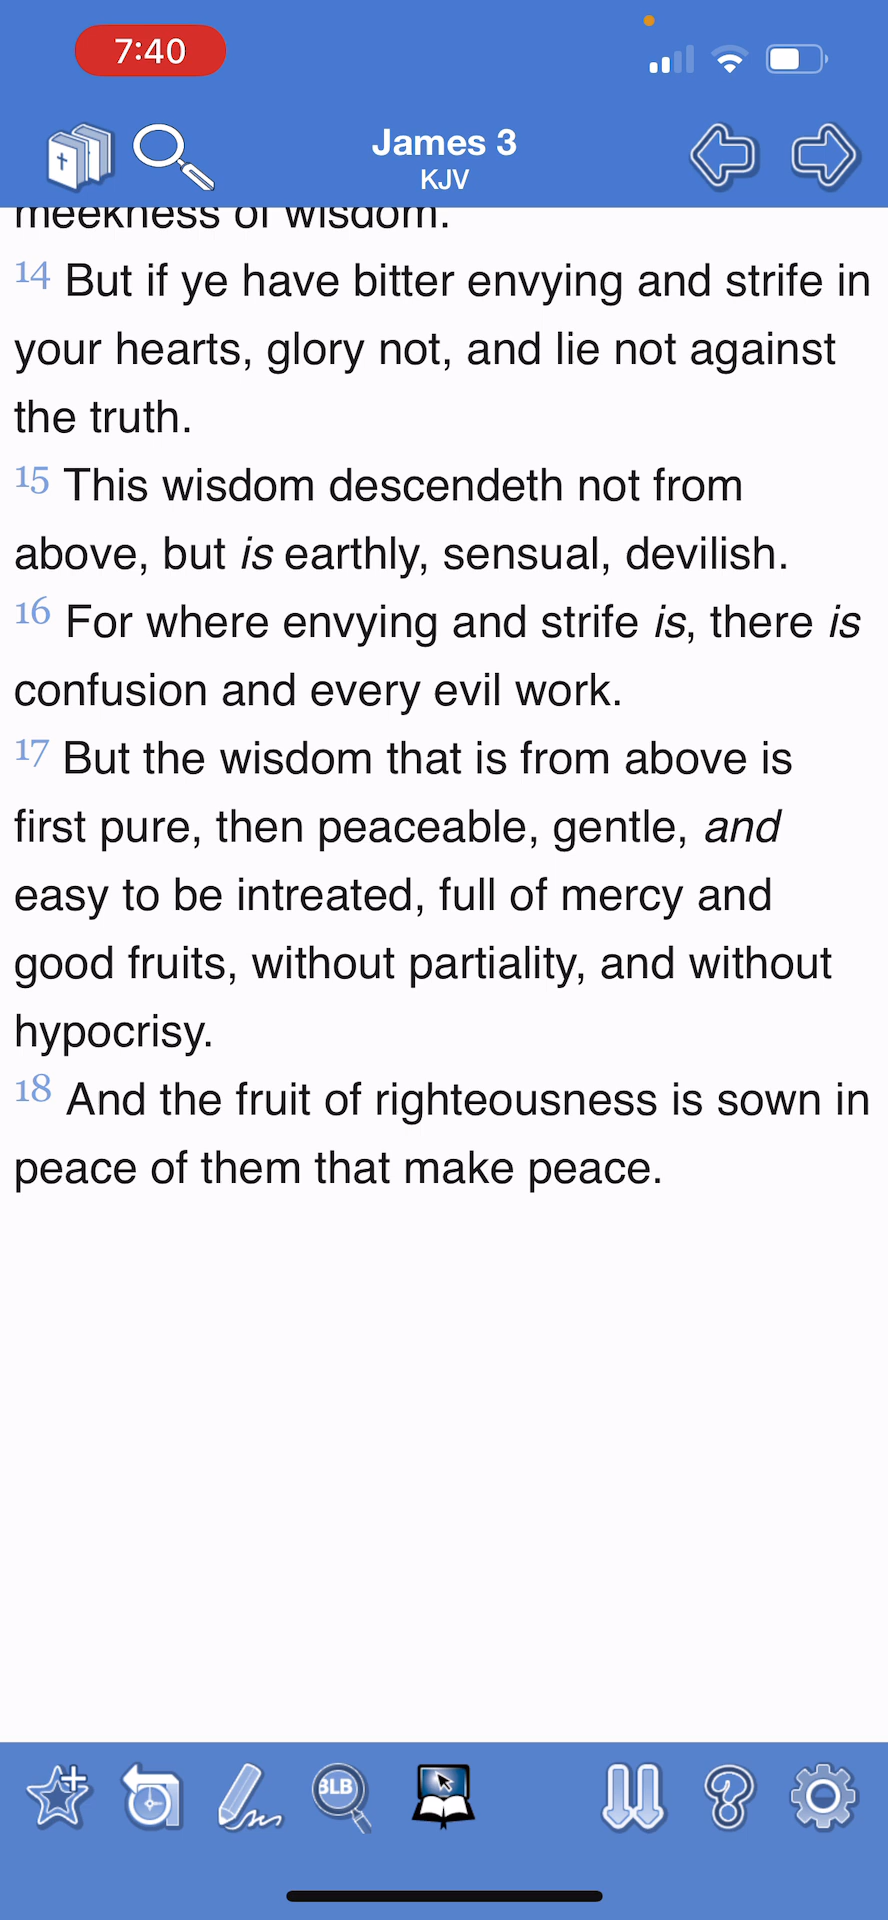 7:40
James 3
KJV
meekness of wisdom.
14 But if ye have bitter envying and strife in
your hearts, glory not, and lie not against
the truth.
15 This wisdom descendeth not from
above, but is earthly, sensual, devilish.
16 For where envying and strife is, there is
confusion and every evil work.
17 But the wisdom that is from above is
first pure, then peaceable, gentle, and
easy to be intreated, full of mercy and
good fruits, without partiality, and without
hypocrisy.
18 And the fruit of righteousness is sown in
peace of them that make peace.
BLB